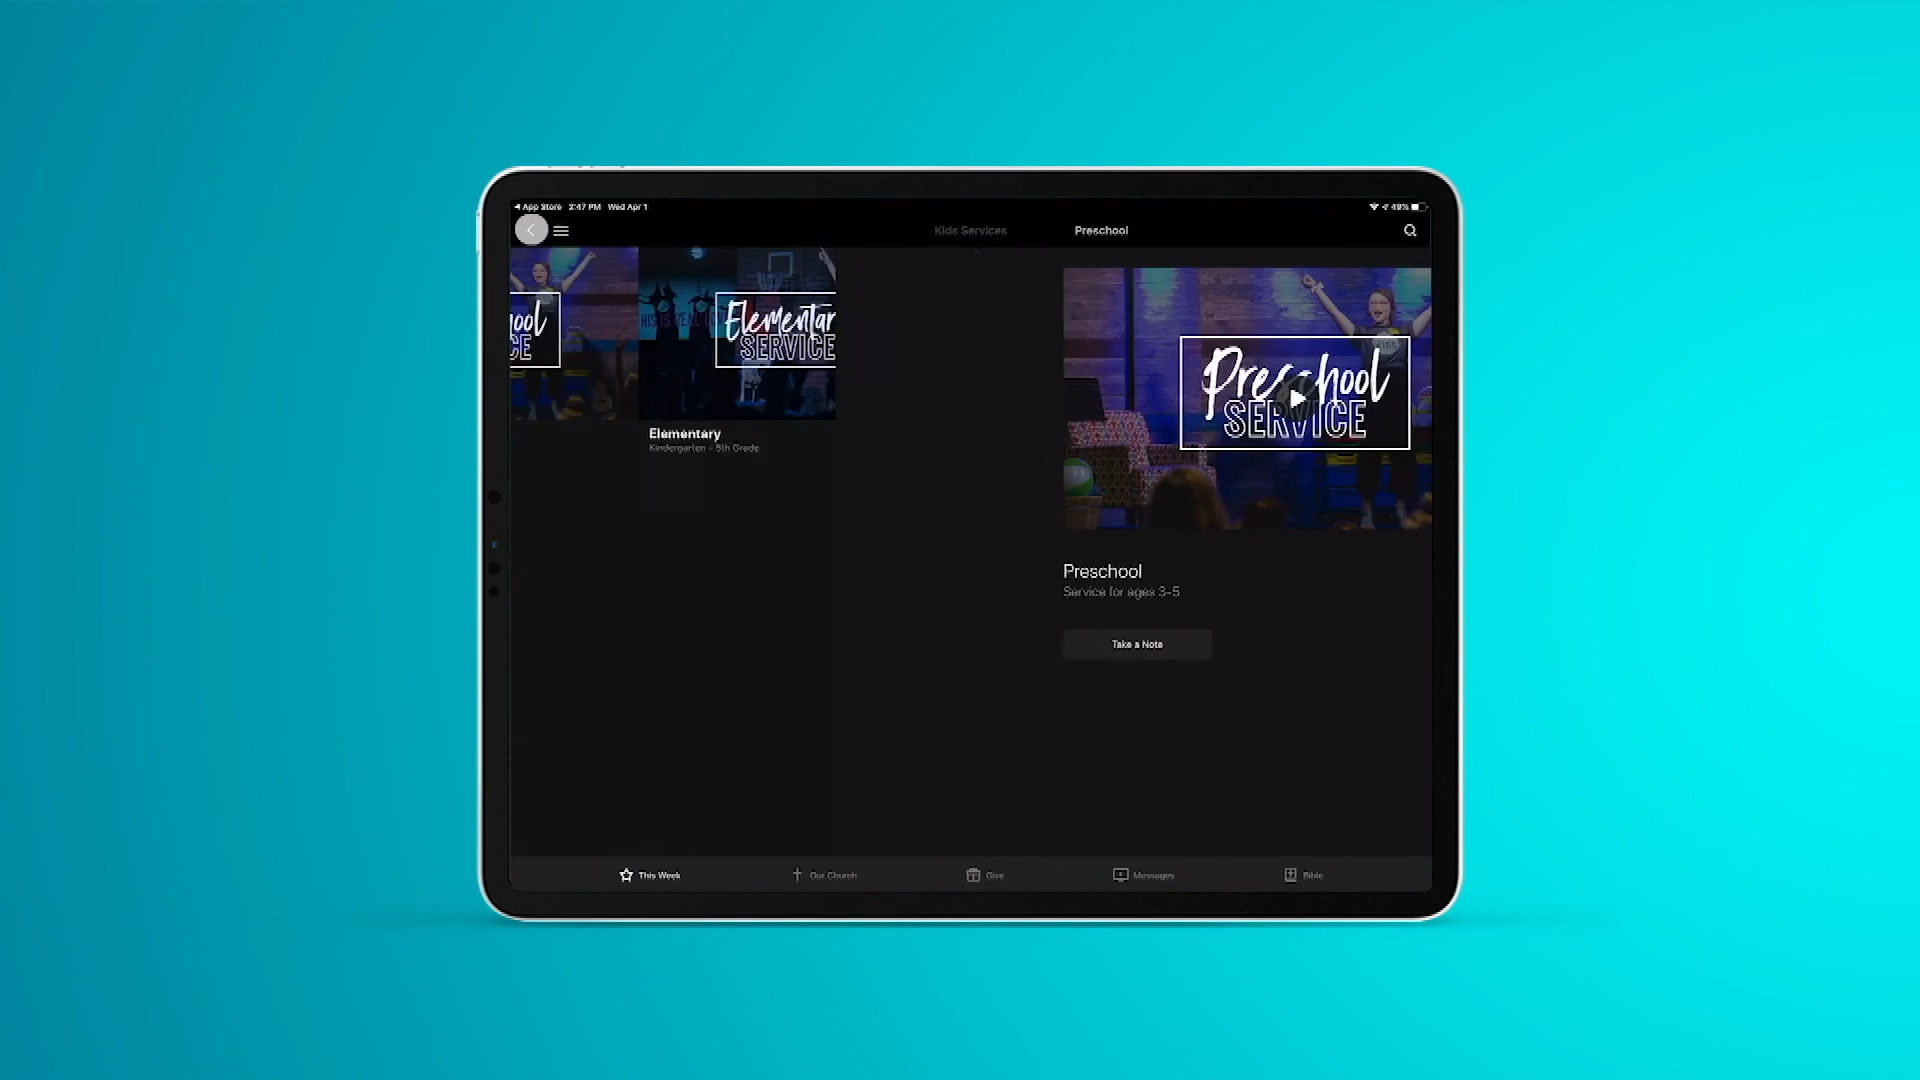 App Store 2:47 PM Wed Apr 1
49%
Kids Services
Preschool
ool
CE
Elementar
SERVICE
Elementary
Kindergarten - 5th Grade
Preschool
SERVICE
Preschool
Service for ages 3-5
Take a Note
This Week
Our Church
Give
Messages
Bible